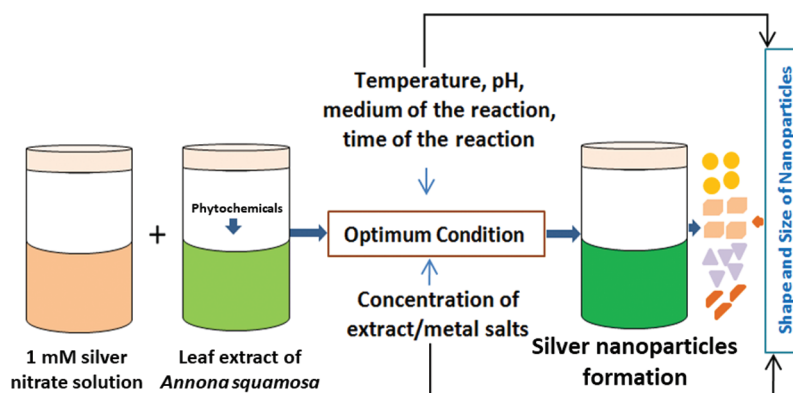 Temperature, pH,
medium of the reaction,
time of the reaction
Phytochemicals
+
Optimum Condition
Concentration of
extract/metal salts
1 mM silver
nitrate solution
Leaf extract of
Annona squamosa
Silver nanoparticles
formation
Shape and Size of Nanoparticles